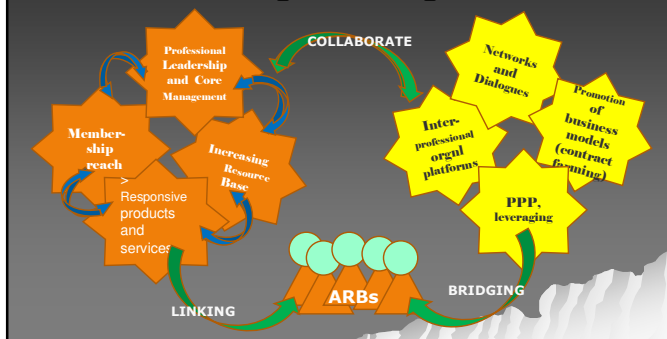 COLLABORATE
Professional
Leadership
and Core
Management
Member-
ship
reach
Increasing
Resource
Base
>
Responsive
products
and
services
Networks
and
Dialogues
Promotion
of
business
models
(contract
farming)
Inter-
professional
orgnl
platforms
PPP,
leveraging
ARBs
LINKING
BRIDGING